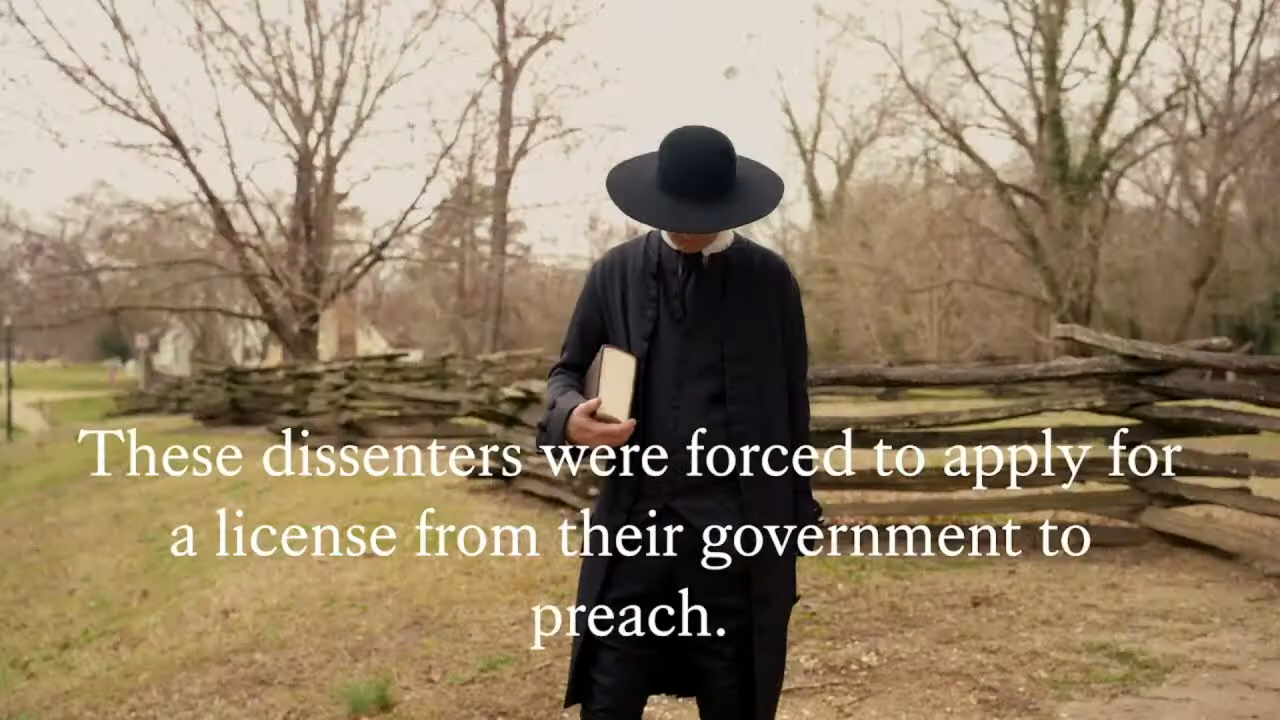 These dissenters were forced to apply for
a license from their government to
preach.